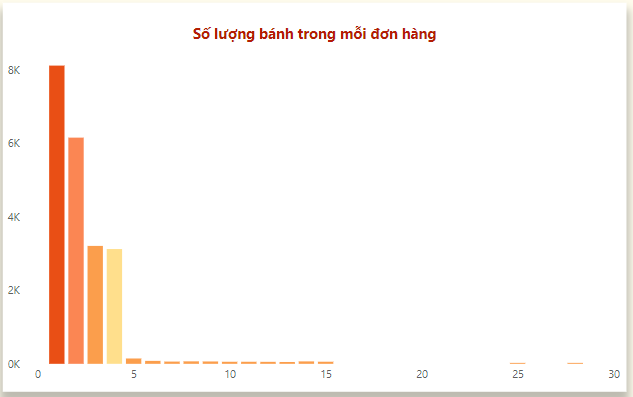 Số lượng bánh trong mỗi đơn hàng
8K
6K
4K
2K
0K
0 5 10 15 20 25 30